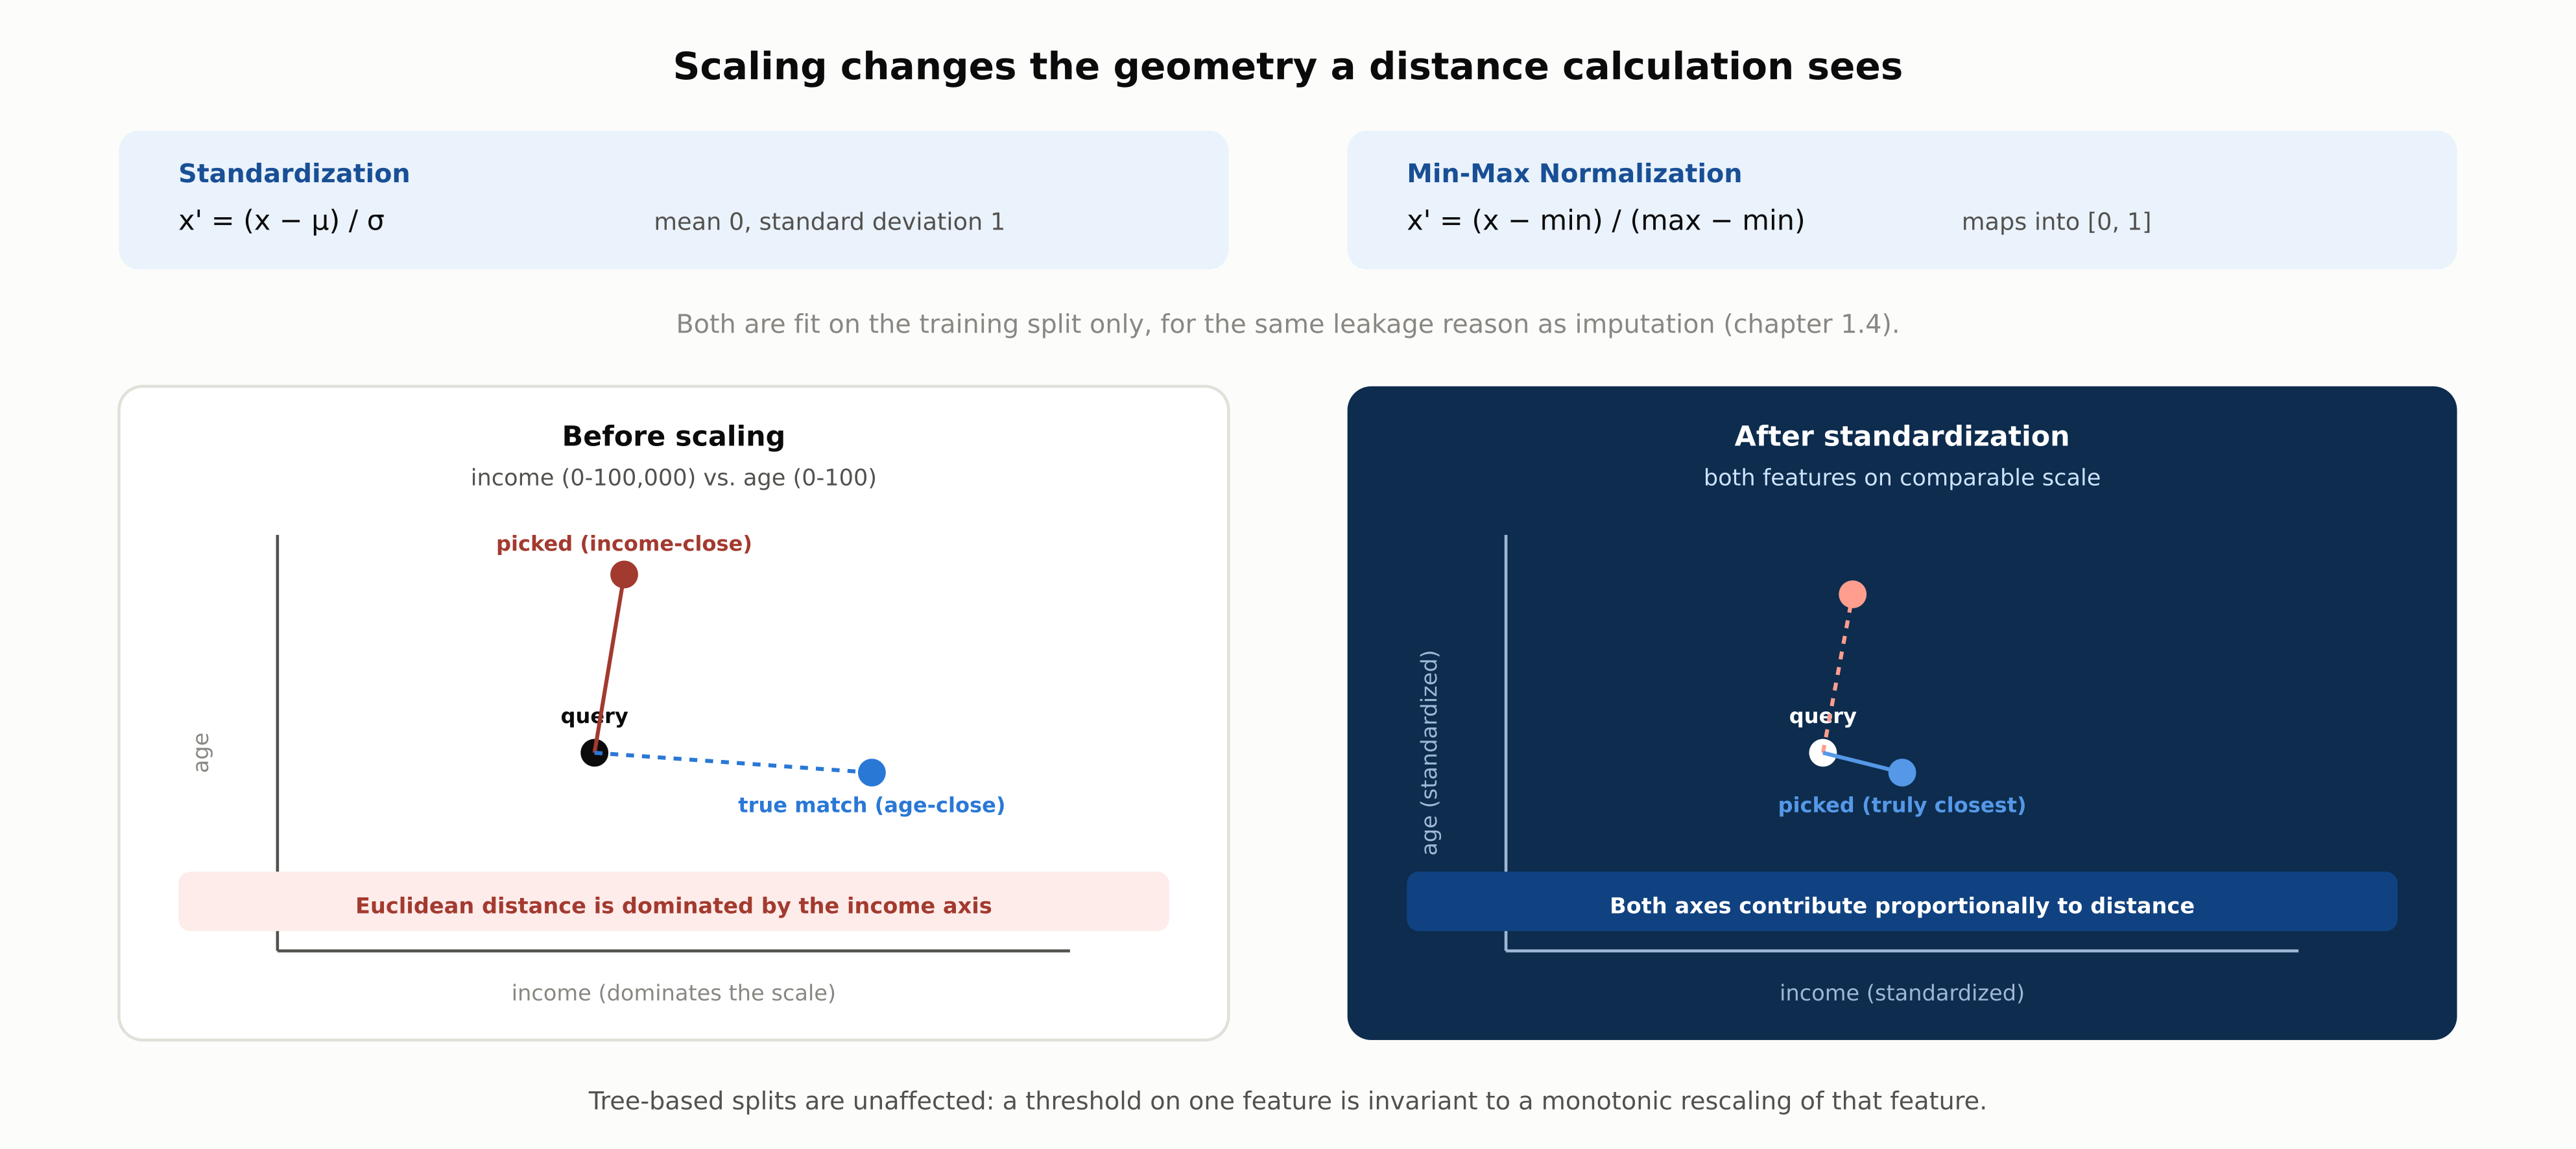 Scaling changes the geometry a distance calculation sees
Standardization
x' = (x − μ) / σ
mean 0, standard deviation 1
Min-Max Normalization
x' = (x − min) / (max − min)
maps into [0, 1]
Both are fit on the training split only, for the same leakage reason as imputation (chapter 1.4).
Before scaling
income (0-100,000) vs. age (0-100)
picked (income-close)
query
age
true match (age-close)
Euclidean distance is dominated by the income axis
income (dominates the scale)
After standardization
both features on comparable scale
query
age (standardized)
picked (truly closest)
Both axes contribute proportionally to distance
income (standardized)
Tree-based splits are unaffected: a threshold on one feature is invariant to a monotonic rescaling of that feature.